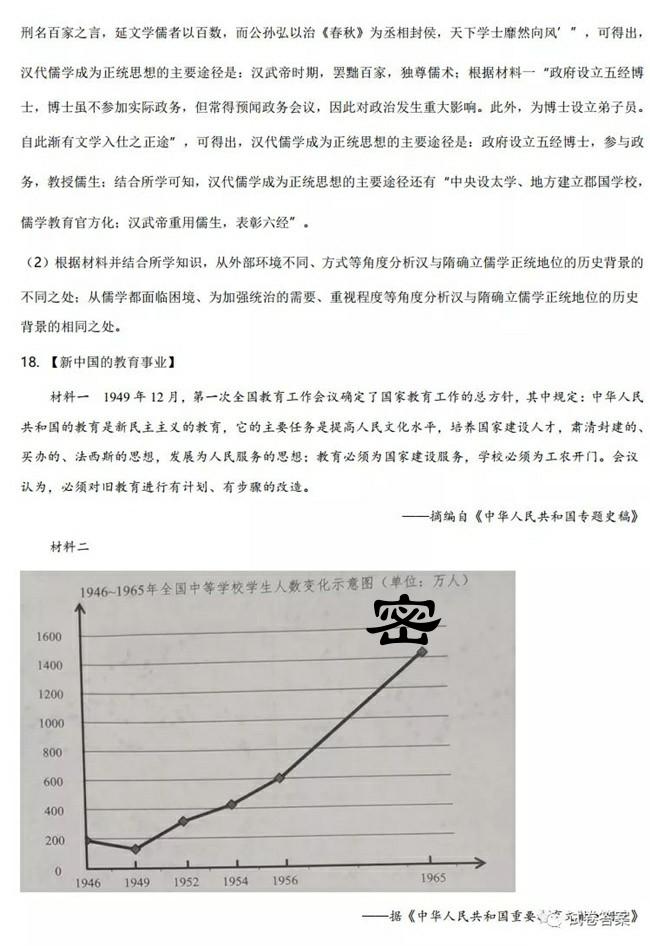 刑名百家之言，延文学儒者以百数，而公孙弘以治《春秋》为丞相封侯，天下学士靡然向风’”，可得出，
汉代儒学成为正统思想的主要途径是：汉武帝时期，罢黜百家，独尊儒术；根据材料一“政府设立五经博
士，博士虽不参加实际政务，但常得预闻政务会议，因此对政治发生重大影响。此外，为博士设立弟子员。
自此渐有文学入仕之正途”，可得出，汉代儒学成为正统思想的主要途径是：政府设立五经博士，参与政
务，教授儒生；结合所学可知，汉代儒学成为正统思想的主要途径还有“中央设太学、地方建立郡国学校，
儒学教育官方化；汉武帝重用儒生，表彰六经”。
（2）根据材料并结合所学知识，从外部环境不同、方式等角度分析汉与隋确立儒学正统地位的历史背景的
不同之处；从儒学都面临困境、为加强统治的需要、重视程度等角度分析汉与隋确立儒学正统地位的历史
背景的相同之处。
18. 【新中国的教育事业】
材料一 1949 年 12 月，第一次全国教育工作会议确定了国家教育工作的总方针，其中规定：中华人民
共和国的教育是新民主主义的教育，它的主要任务是提高人民文化水平，培养国家建设人才，肃清封建的、
买办的、法西斯的思想，发展为人民服务的思想；教育必须为国家建设服务，学校必须为工农开门。会议
认为，必须对旧教育进行有计划、有步骤的改造。
——摘编自《中华人民共和国专题史稿》
材料二
1946~1965年全国中等学校学生人数变化示意图（单位：万人）
密
1600
1400
1200
1000
800
600
400
200
0
1946 1949 1952 1954 1956 1965
——据《中华人民共和国重要教育文献》
试卷答案